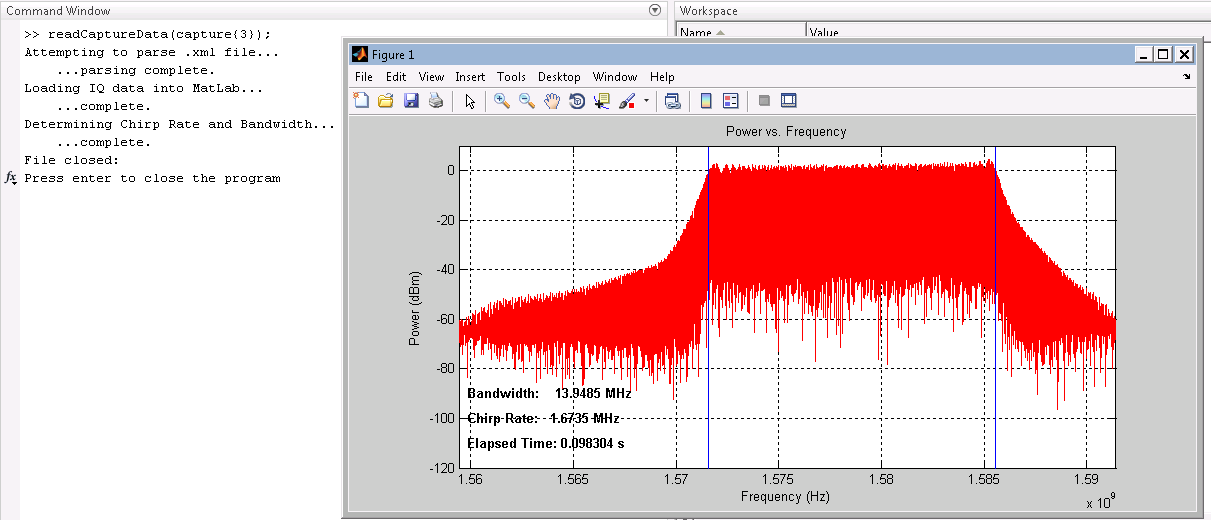 Command Window
Workspace
>> readCaptureData(capture{3});
Attempting to parse .xml file...
...parsing complete.
Loading IQ data into MatLab...
...complete.
Determining Chirp Rate and Bandwidth...
...complete.
File closed:
fx Press enter to close the program
Name Value
Figure 1
File Edit View Insert Tools Desktop Window Help
Power vs. Frequency
Power (dBm)
0
-20
-40
-60
-80
-100
-120
Bandwidth: 13.9485 MHz
Chirp Rate: 1.6735 MHz
Elapsed Time: 0.098304 s
1.56 1.565 1.57 1.575 1.58 1.585 1.59
Frequency (Hz)
x 10^9